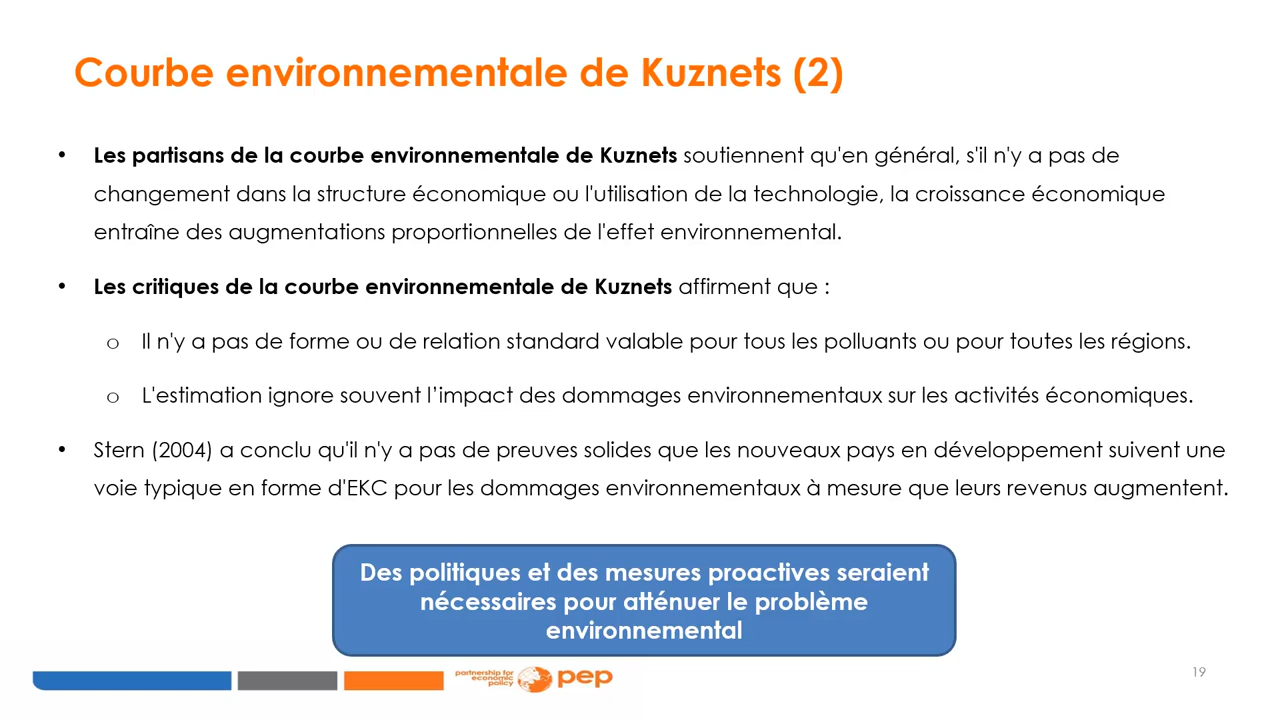 Courbe environnementale de Kuznets (2)
• Les partisans de la courbe environnementale de Kuznets soutiennent qu'en général, s'il n'y a pas de
changement dans la structure économique ou l'utilisation de la technologie, la croissance économique
entraîne des augmentations proportionnelles de l'effet environnemental.
• Les critiques de la courbe environnementale de Kuznets affirment que :
o Il n'y a pas de forme ou de relation standard valable pour tous les polluants ou pour toutes les régions.
o L'estimation ignore souvent l’impact des dommages environnementaux sur les activités économiques.
• Stern (2004) a conclu qu'il n'y a pas de preuves solides que les nouveaux pays en développement suivent une
voie typique en forme d'EKC pour les dommages environnementaux à mesure que leurs revenus augmentent.
Des politiques et des mesures proactives seraient
nécessaires pour atténuer le problème
environnemental
partnership for
economic
policy
pep
19